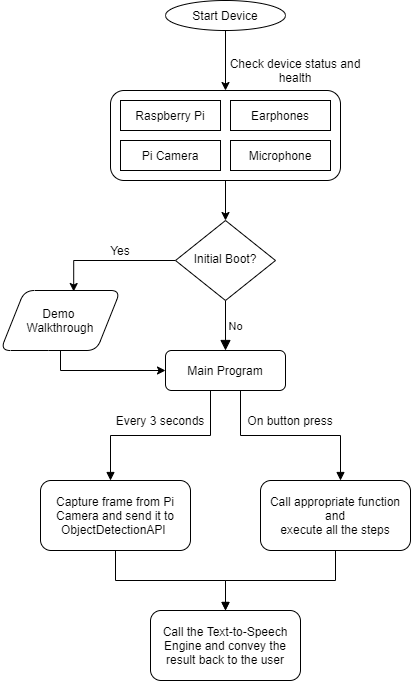 Start Device
Check device status and
health
Raspberry Pi
Earphones
Pi Camera
Microphone
Initial Boot?
Yes
Demo
Walkthrough
No
Main Program
Every 3 seconds
On button press
Capture frame from Pi
Camera and send it to
ObjectDetectionAPI
Call appropriate function
and
execute all the steps
Call the Text-to-Speech
Engine and convey the
result back to the user